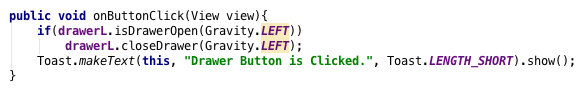 public void onButtonClick(View view){
    if(drawerL.isDrawerOpen(Gravity.LEFT))
        drawerL.closeDrawer(Gravity.LEFT);
    Toast.makeText(this, "Drawer Button is Clicked.", Toast.LENGTH_SHORT).show();
}